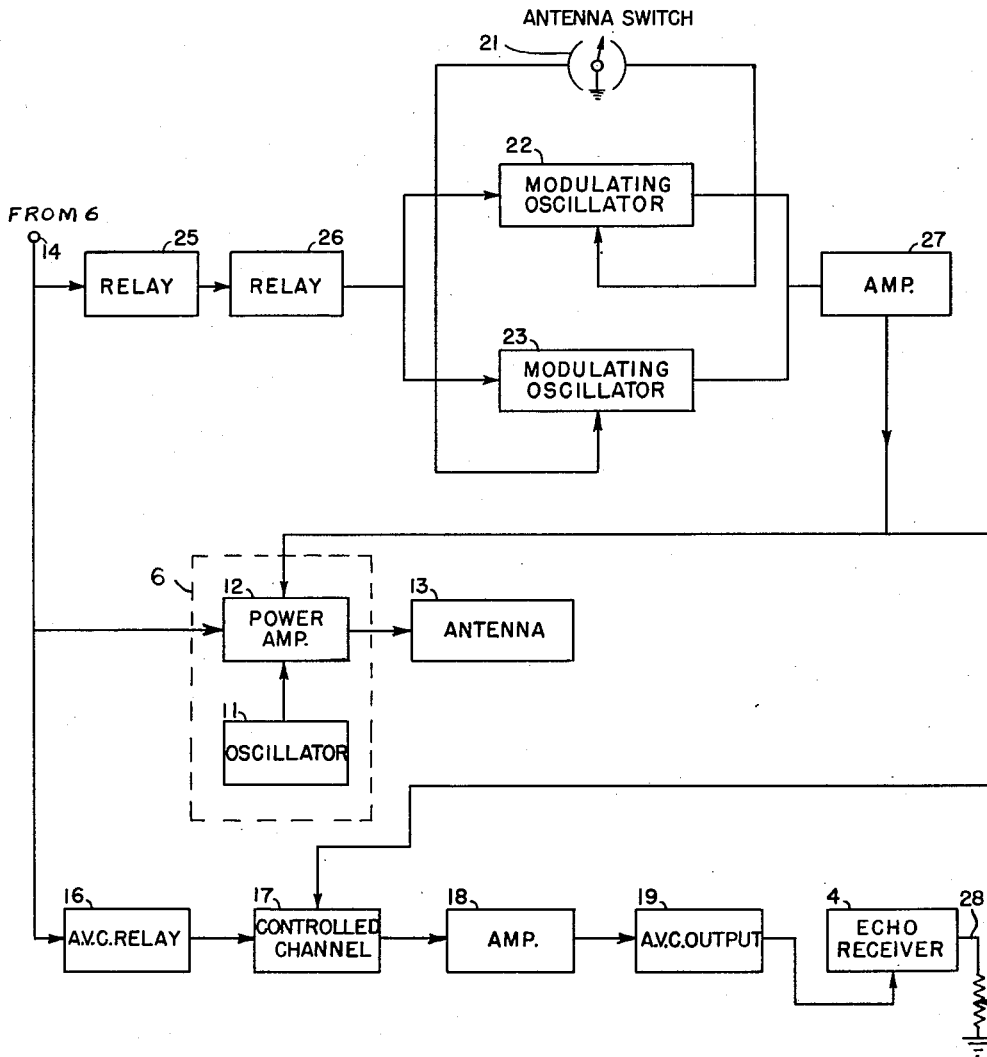 ANTENNA SWITCH
21
22
MODULATING
OSCILLATOR
FROM 6
14
25
RELAY
26
RELAY
27
AMP.
23
MODULATING
OSCILLATOR
6
12
POWER
AMP.
13
ANTENNA
11
OSCILLATOR
16
A.V.C. RELAY
17
CONTROLLED
CHANNEL
18
AMP.
19
A.V.C. OUTPUT
4
ECHO
RECEIVER
28